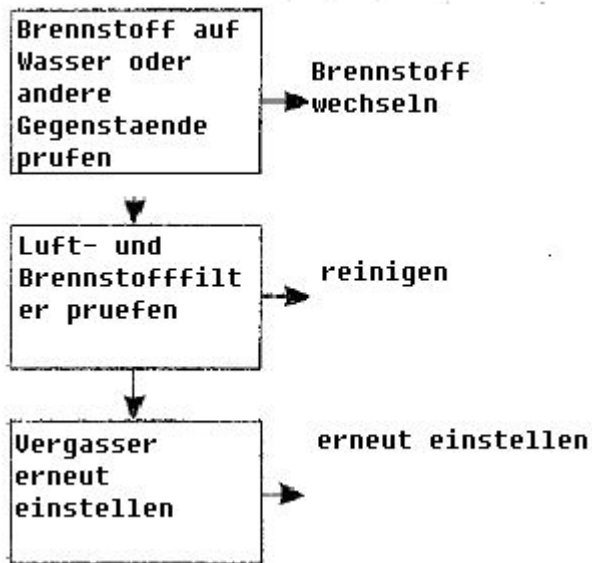 Brennstoff auf
Wasser oder
andere
Gegenstaende
prufen
Brennstoff
wechseln
Luft- und
Brennstofffilt
er pruefen
reinigen
Vergasser
erneut
einstellen
erneut einstellen